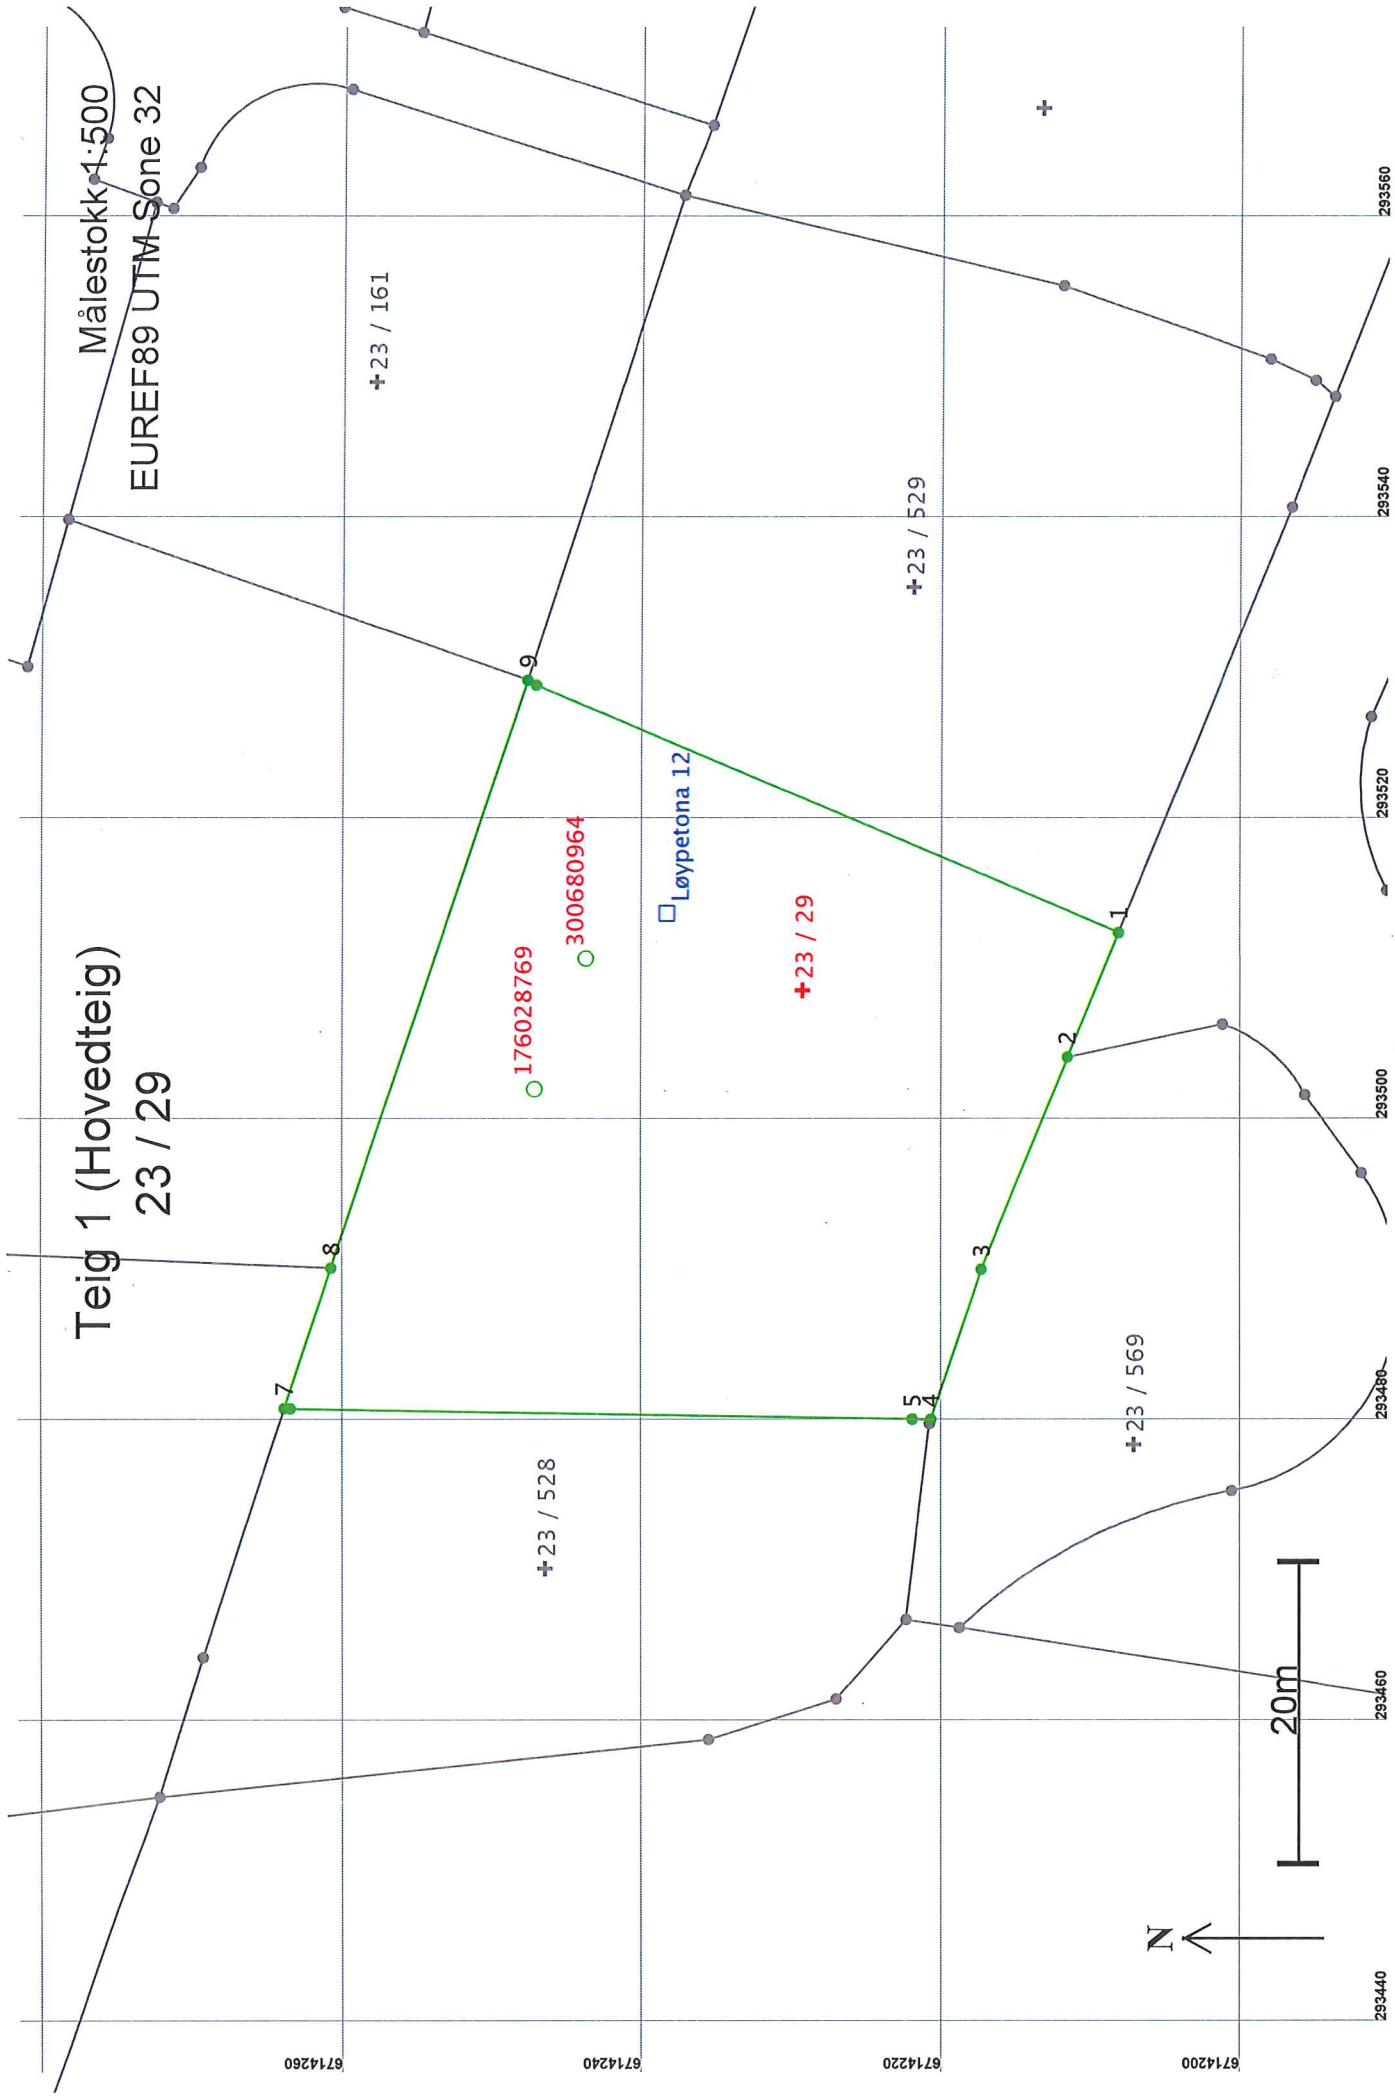 Teig 1 (Hovedteig)
23 / 29
Målestokk 1:500
EUREF89 UTM Sone 32
23 / 161
7
8
9
176028769
300680964
Løypetona 12
23 / 528
23 / 29
23 / 529
5
4
3
2
1
23 / 569
N
20m
6714260
6714240
6714220
6714200
293440
293460
293480
293500
293520
293540
293560